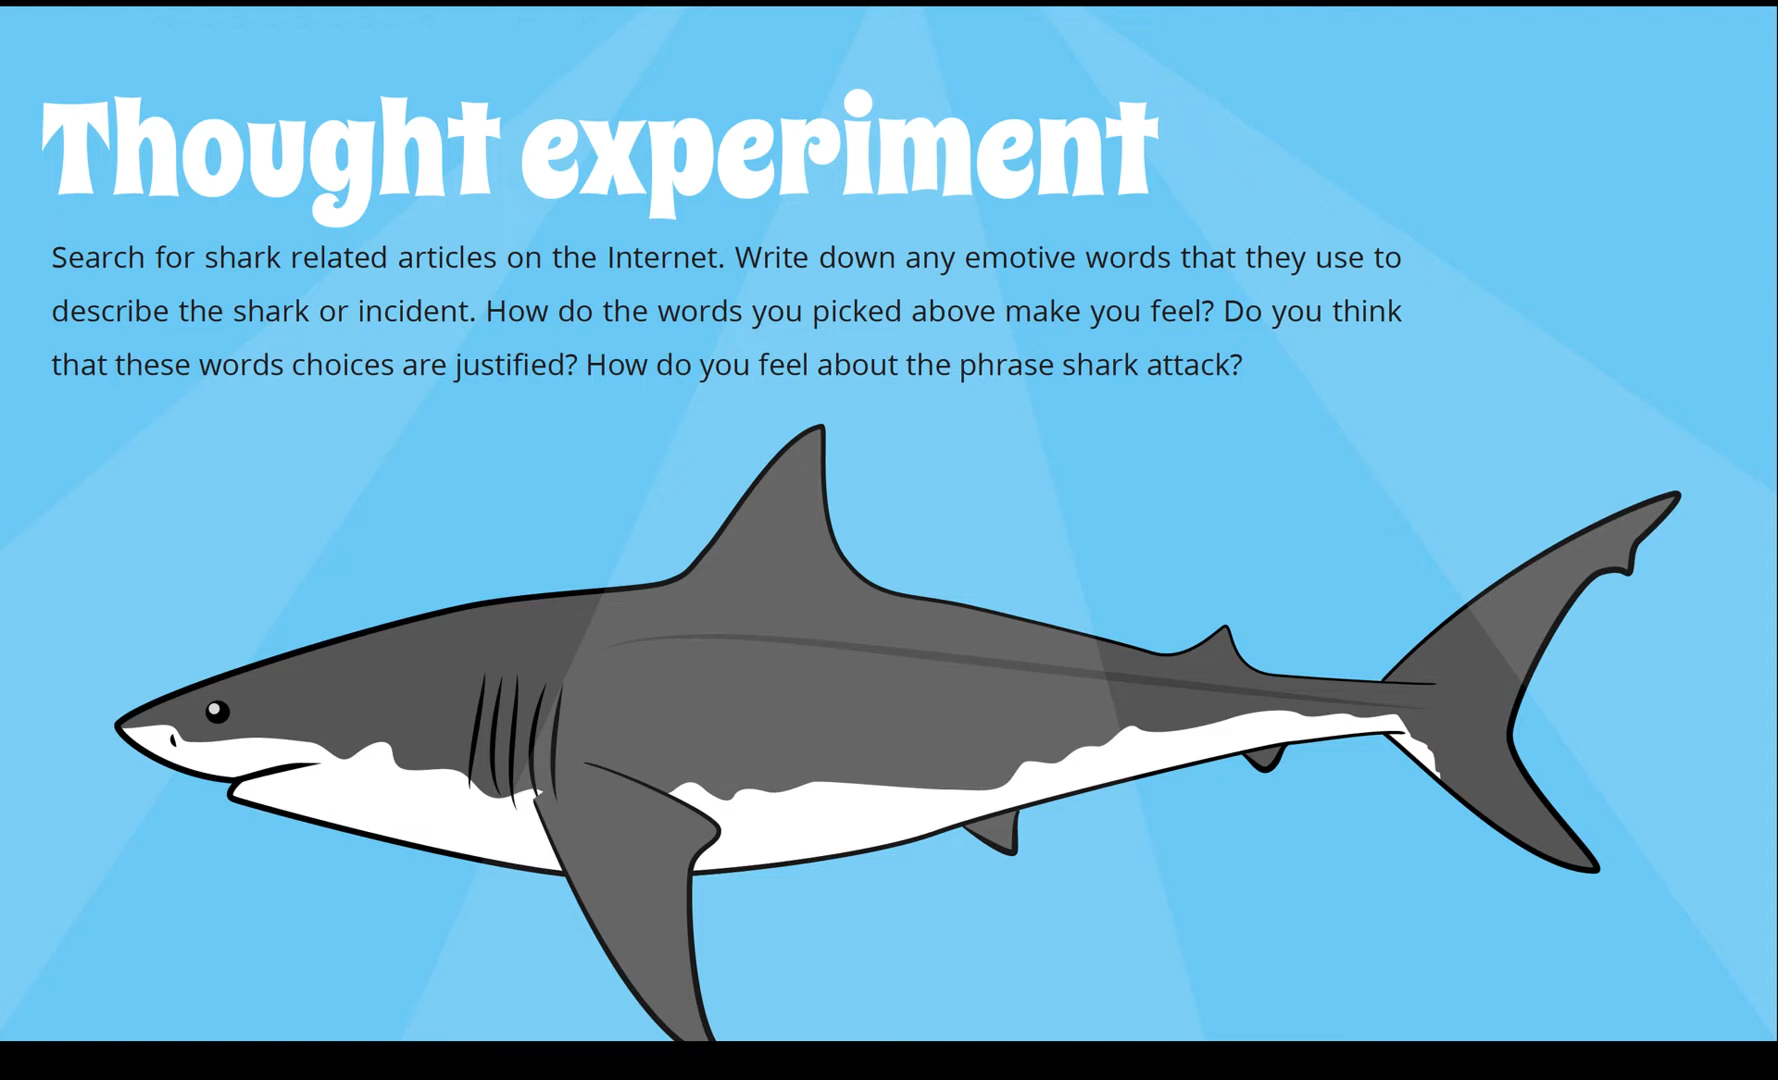 Thought experiment
Search for shark related articles on the Internet. Write down any emotive words that they use to
describe the shark or incident. How do the words you picked above make you feel? Do you think
that these words choices are justified? How do you feel about the phrase shark attack?